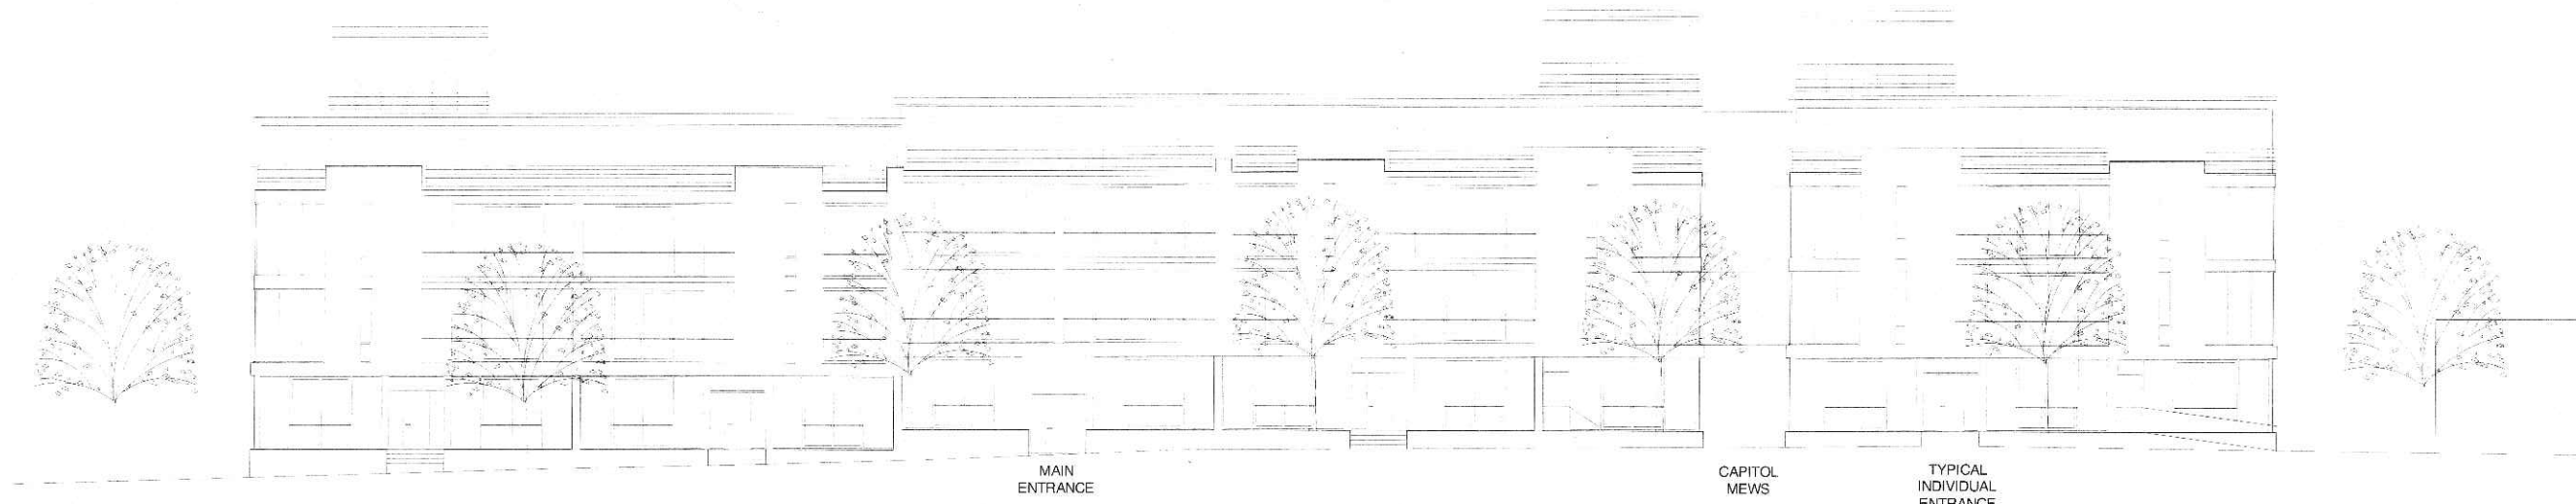 MAIN
ENTRANCE
CAPITOL
MEWS
TYPICAL
INDIVIDUAL
ENTRANCE